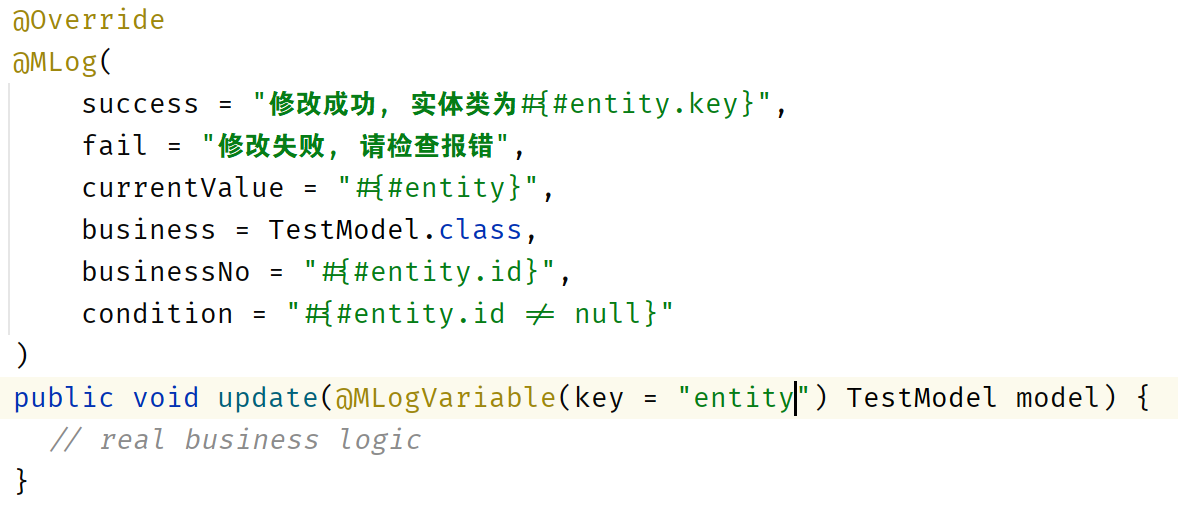 @Override
@MLog(
    success = "修改成功, 实体类为#{#entity.key}",
    fail = "修改失败, 请检查报错",
    currentValue = "#{#entity}",
    business = TestModel.class,
    businessNo = "#{#entity.id}",
    condition = "#{#entity.id != null}"
)
public void update(@MLogVariable(key = "entity") TestModel model) {
  // real business logic
}